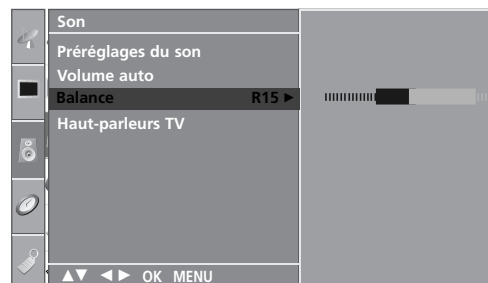 Son
Préréglages du son
Volume auto
Balance R15 ►
Haut-parleurs TV
▲▼ ◄► OK MENU